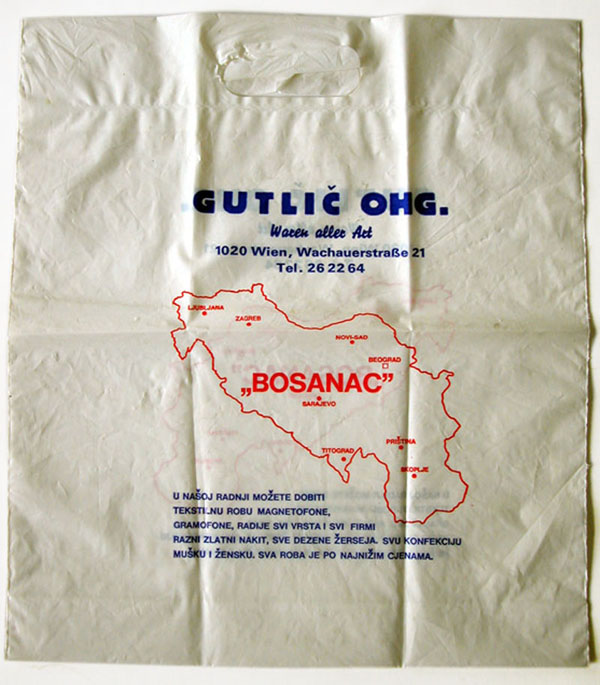 GUTLIČ OHG.
Waren aller Art
1020 Wien, Wachauerstraße 21
Tel. 26 22 64
LJUBLJANA
ZAGREB
NOVI-SAD
BEOGRAD
„BOSANAC”
SARAJEVO
TITOGRAD
PRIŠTINA
SKOPLJE
U NAŠOJ RADNJI MOŽETE DOBITI
TEKSTILNU ROBU MAGNETOFONE,
GRAMOFONE, RADIJE SVI VRSTA I SVI FIRMI
RAZNI ZLATNI NAKIT, SVE DEZENE ŽERSEJA. SVU KONFEKCIJU
MUŠKU I ŽENSKU. SVA ROBA JE PO NAJNIŽIM CJENAMA.